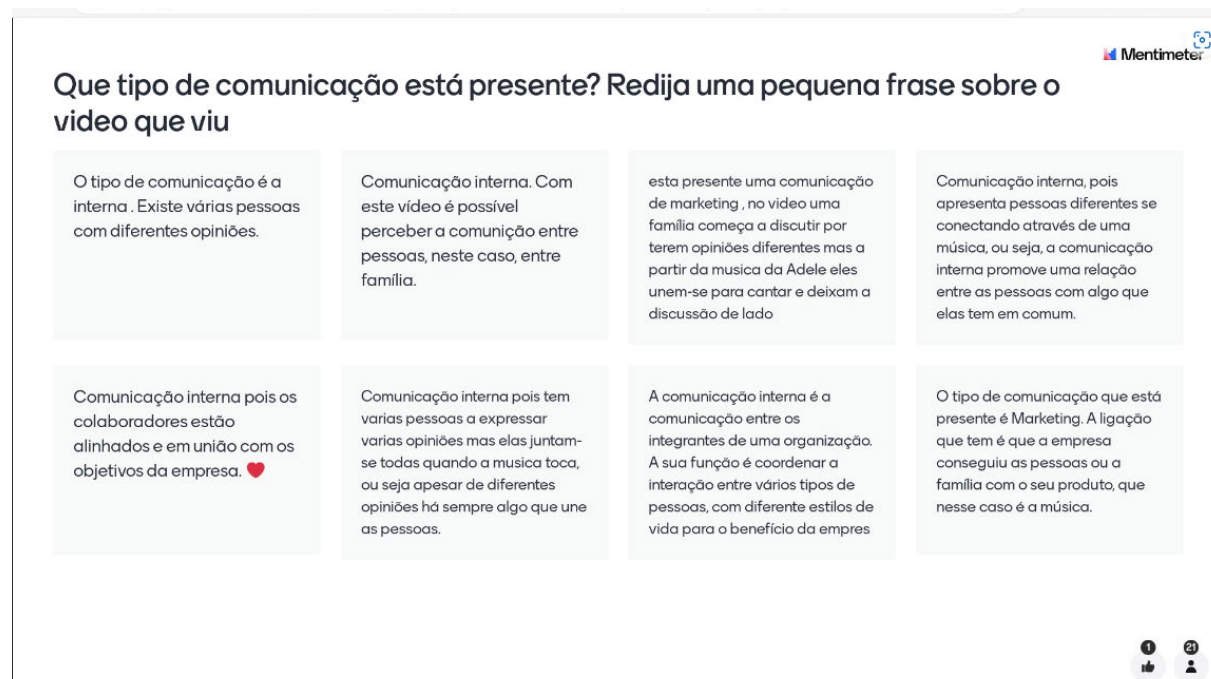 Mentimeter
Que tipo de comunicação está presente? Redija uma pequena frase sobre o
video que viu
O tipo de comunicação é a
interna . Existe várias pessoas
com diferentes opiniões.
Comunicação interna. Com
este vídeo é possível
perceber a comunição entre
pessoas, neste caso, entre
família.
esta presente uma comunicação
de marketing , no video uma
família começa a discutir por
terem opiniões diferentes mas a
partir da musica da Adele eles
unem-se para cantar e deixam a
discussão de lado
Comunicação interna, pois
apresenta pessoas diferentes se
conectando através de uma
música, ou seja, a comunicação
interna promove uma relação
entre as pessoas com algo que
elas tem em comum.
Comunicação interna pois os
colaboradores estão
alinhados e em união com os
objetivos da empresa. ❤️
Comunicação interna pois tem
varias pessoas a expressar
varias opiniões mas elas juntam-
se todas quando a musica toca,
ou seja apesar de diferentes
opiniões há sempre algo que une
as pessoas.
A comunicação interna é a
comunicação entre os
integrantes de uma organização.
A sua função é coordenar a
interação entre vários tipos de
pessoas, com diferente estilos de
vida para o benefício da empres
O tipo de comunicação que está
presente é Marketing. A ligação
que tem é que a empresa
conseguiu as pessoas ou a
família com o seu produto, que
nesse caso é a música.
1
21